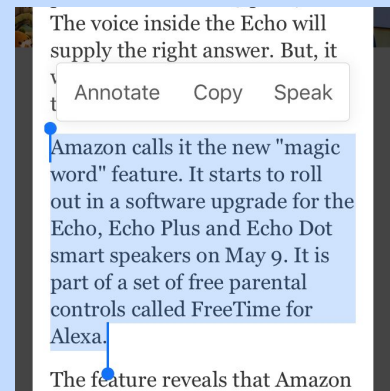 The voice inside the Echo will
supply the right answer. But, it
Annotate Copy Speak
Amazon calls it the new "magic
word" feature. It starts to roll
out in a software upgrade for the
Echo, Echo Plus and Echo Dot
smart speakers on May 9. It is
part of a set of free parental
controls called FreeTime for
Alexa.
The feature reveals that Amazon